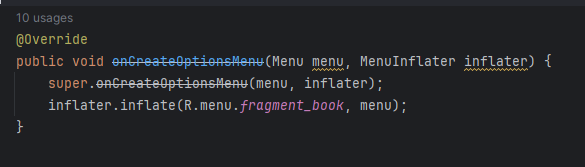 10 usages
@Override
public void onCreateOptionsMenu(Menu menu, MenuInflater inflater) {
super.onCreateOptionsMenu(menu, inflater);
inflater.inflate(R.menu.fragment_book, menu);
}